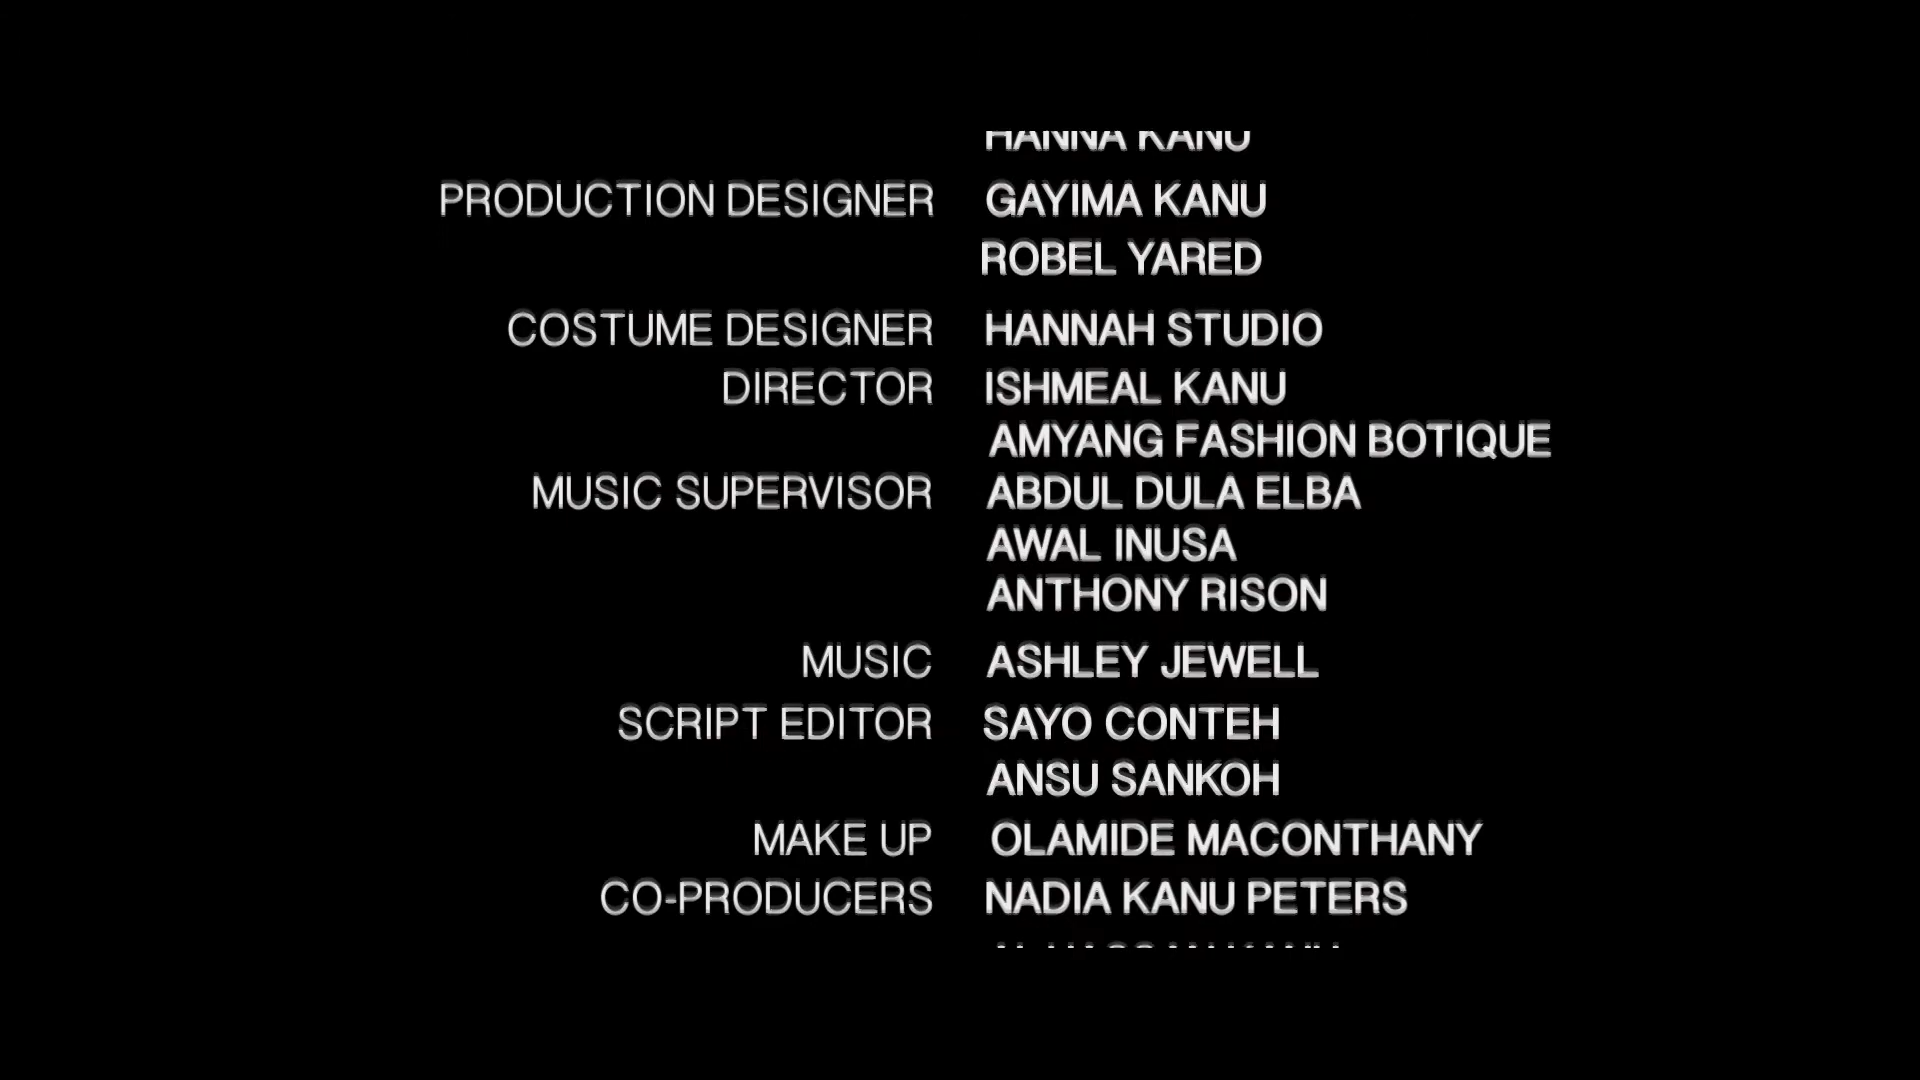 HANNA KANU
PRODUCTION DESIGNER GAYIMA KANU
ROBEL YARED
COSTUME DESIGNER HANNAH STUDIO
DIRECTOR ISHMEAL KANU
AMYANG FASHION BOTIQUE
MUSIC SUPERVISOR ABDUL DULA ELBA
AWAL INUSA
ANTHONY RISON
MUSIC ASHLEY JEWELL
SCRIPT EDITOR SAYO CONTEH
ANSU SANKOH
MAKE UP OLAMIDE MACONTHANY
CO-PRODUCERS NADIA KANU PETERS